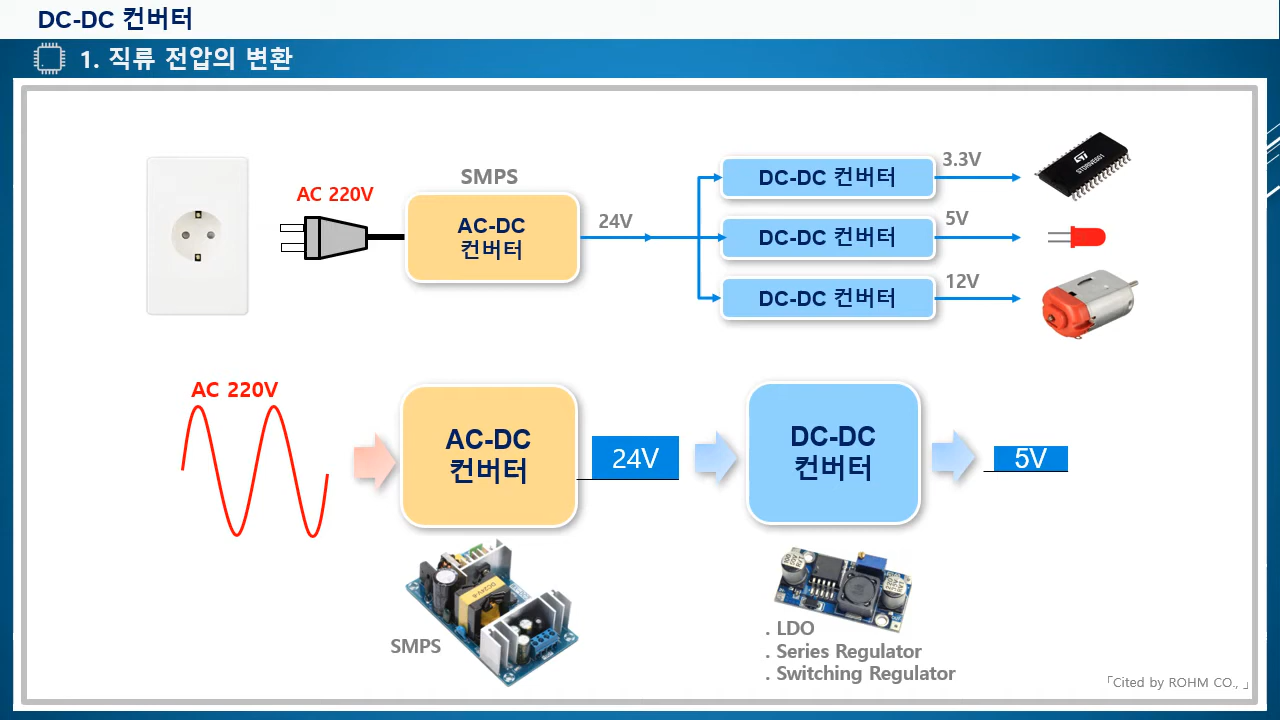 DC-DC 컨버터
1. 직류 전압의 변환
SMPS
AC 220V
AC-DC
컨버터
24V
DC-DC 컨버터
3.3V
DC-DC 컨버터
5V
DC-DC 컨버터
12V
AC 220V
AC-DC
컨버터
24V
DC-DC
컨버터
5V
SMPS
. LDO
. Series Regulator
. Switching Regulator
「Cited by ROHM CO., 」